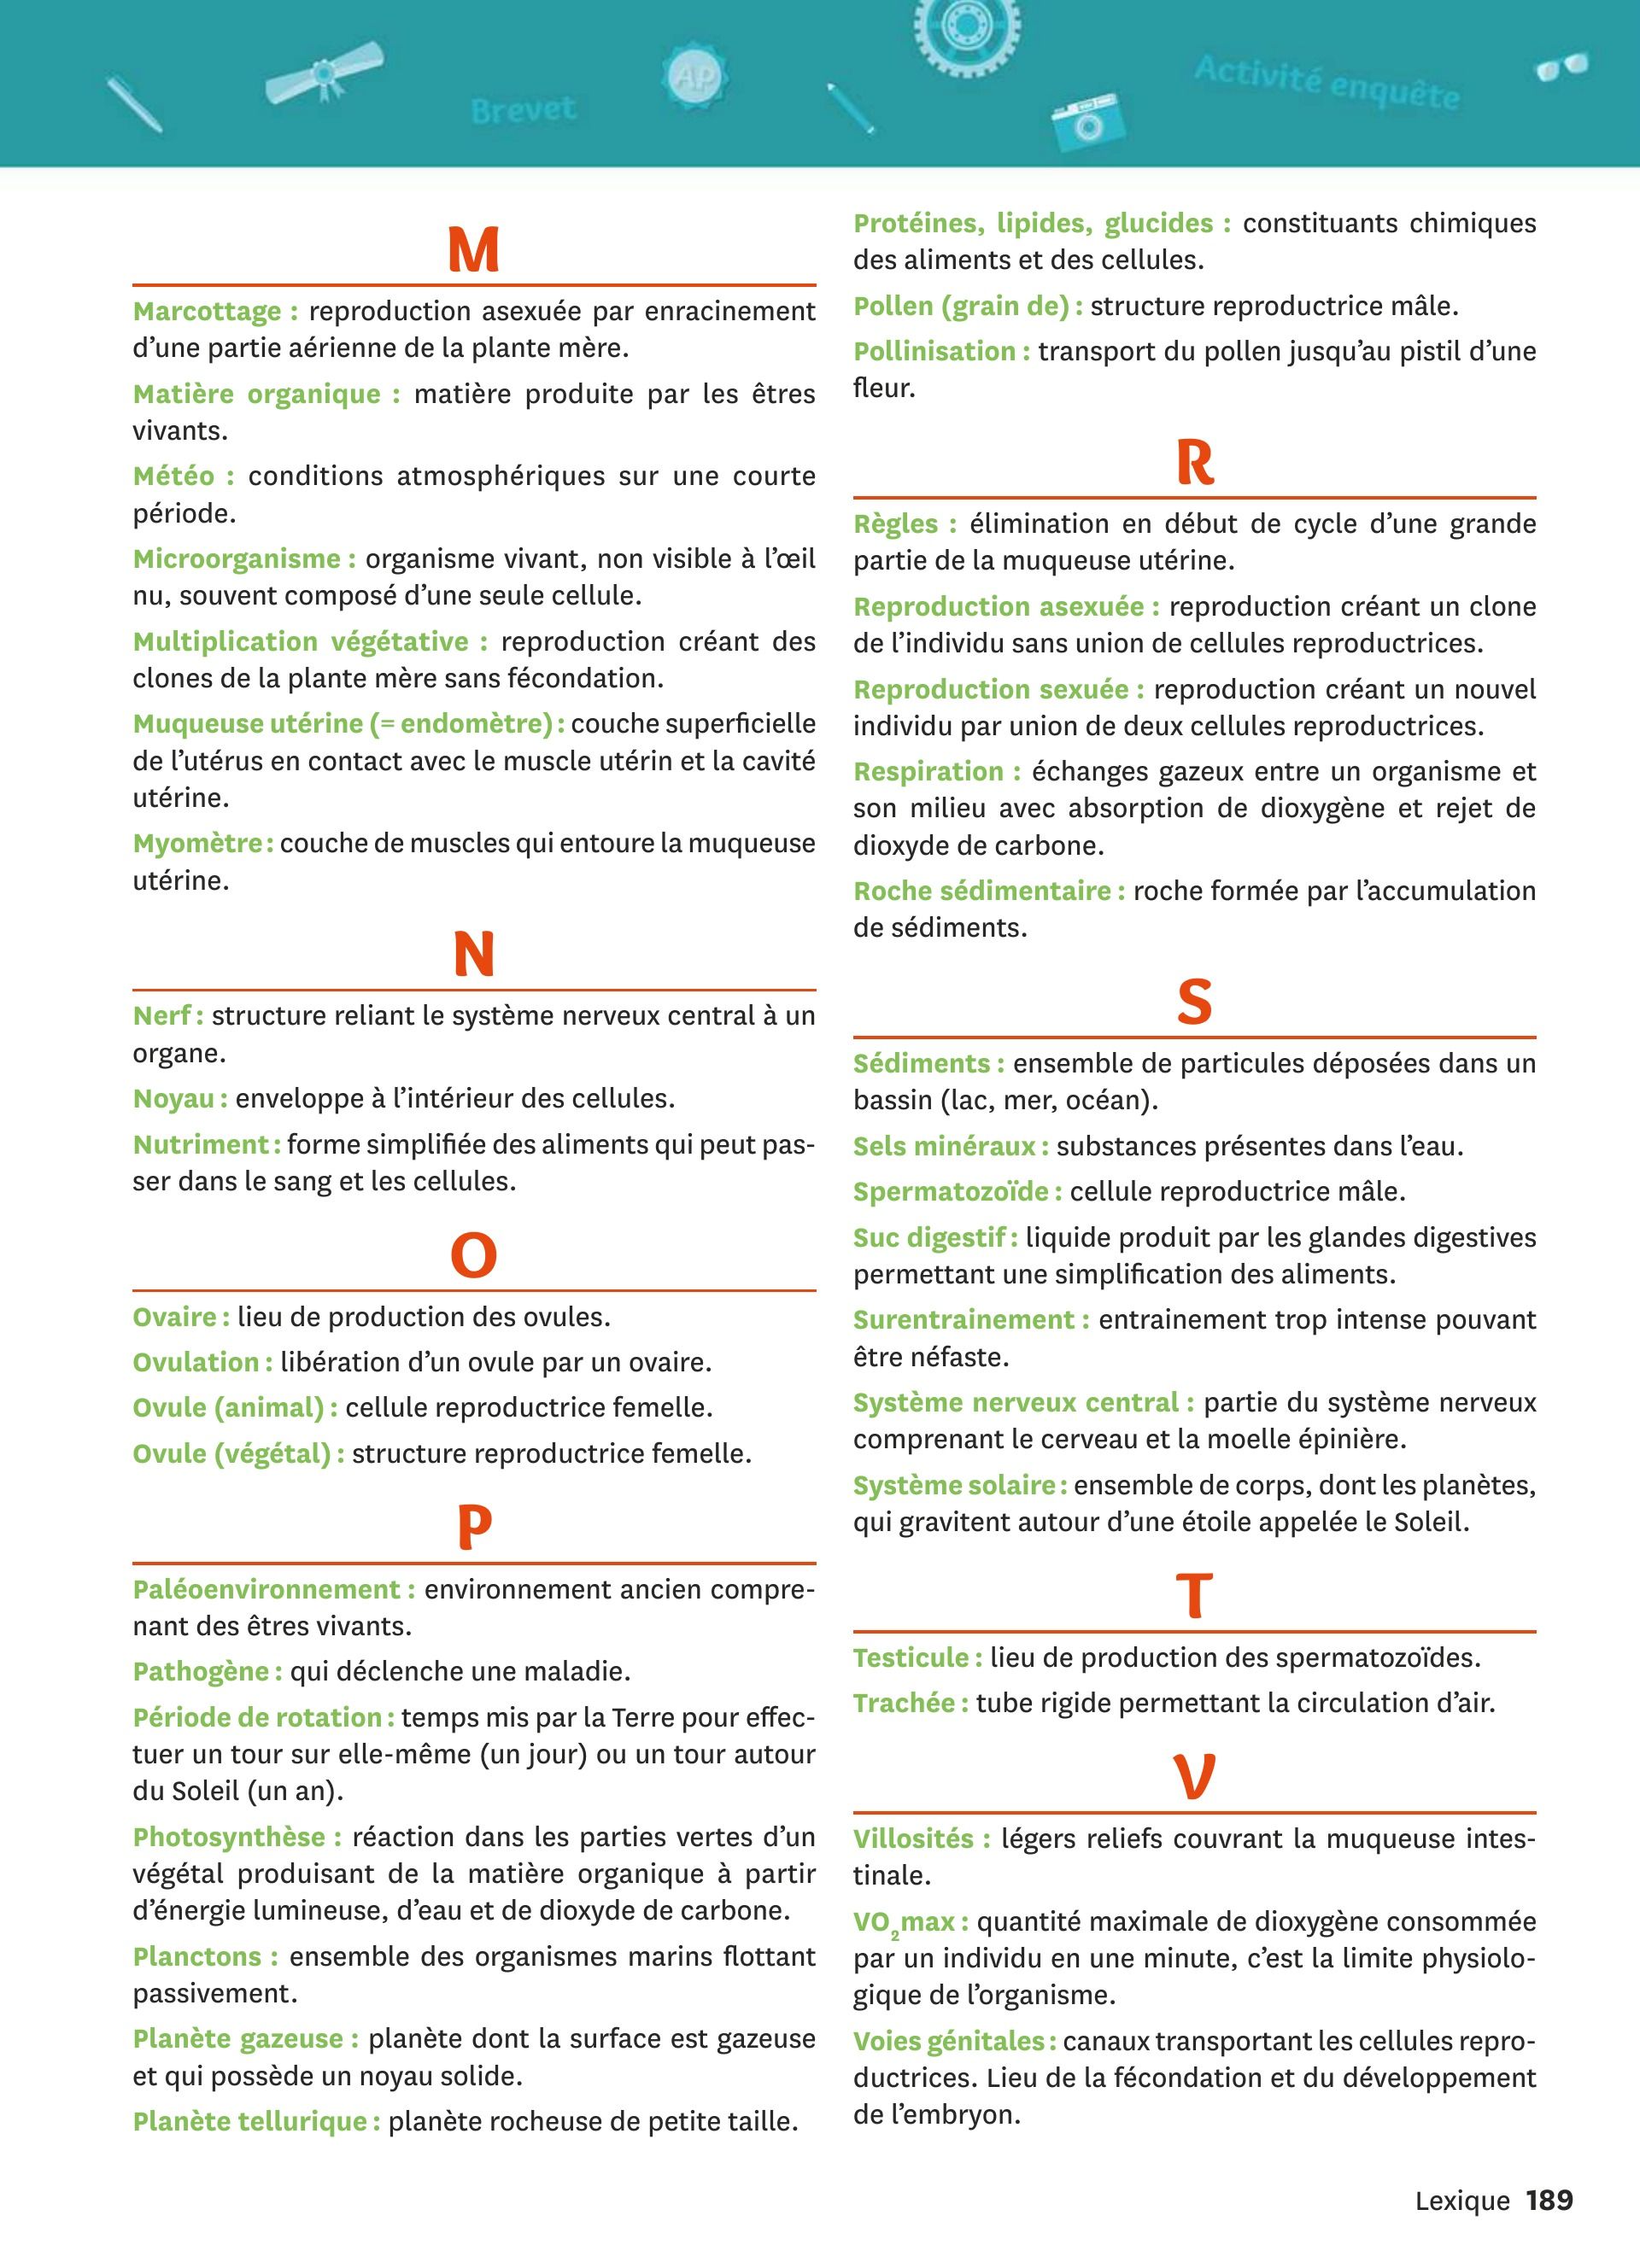 Brevet
AP
Activité enquête
M
Marcottage : reproduction asexuée par enracinement
d’une partie aérienne de la plante mère.
Matière organique : matière produite par les êtres
vivants.
Météo : conditions atmosphériques sur une courte
période.
Microorganisme : organisme vivant, non visible à l’œil
nu, souvent composé d’une seule cellule.
Multiplication végétative : reproduction créant des
clones de la plante mère sans fécondation.
Muqueuse utérine (= endomètre) : couche superficielle
de l’utérus en contact avec le muscle utérin et la cavité
utérine.
Myomètre : couche de muscles qui entoure la muqueuse
utérine.
N
Nerf : structure reliant le système nerveux central à un
organe.
Noyau : enveloppe à l’intérieur des cellules.
Nutriment : forme simplifiée des aliments qui peut pas-
ser dans le sang et les cellules.
O
Ovaire : lieu de production des ovules.
Ovulation : libération d’un ovule par un ovaire.
Ovule (animal) : cellule reproductrice femelle.
Ovule (végétal) : structure reproductrice femelle.
P
Paléoenvironnement : environnement ancien compre-
nant des êtres vivants.
Pathogène : qui déclenche une maladie.
Période de rotation : temps mis par la Terre pour effec-
tuer un tour sur elle-même (un jour) ou un tour autour
du Soleil (un an).
Photosynthèse : réaction dans les parties vertes d’un
végétal produisant de la matière organique à partir
d’énergie lumineuse, d’eau et de dioxyde de carbone.
Planctons : ensemble des organismes marins flottant
passivement.
Planète gazeuse : planète dont la surface est gazeuse
et qui possède un noyau solide.
Planète tellurique : planète rocheuse de petite taille.
Protéines, lipides, glucides : constituants chimiques
des aliments et des cellules.
Pollen (grain de) : structure reproductrice mâle.
Pollinisation : transport du pollen jusqu’au pistil d’une
fleur.
R
Règles : élimination en début de cycle d’une grande
partie de la muqueuse utérine.
Reproduction asexuée : reproduction créant un clone
de l’individu sans union de cellules reproductrices.
Reproduction sexuée : reproduction créant un nouvel
individu par union de deux cellules reproductrices.
Respiration : échanges gazeux entre un organisme et
son milieu avec absorption de dioxygène et rejet de
dioxyde de carbone.
Roche sédimentaire : roche formée par l’accumulation
de sédiments.
S
Sédiments : ensemble de particules déposées dans un
bassin (lac, mer, océan).
Sels minéraux : substances présentes dans l’eau.
Spermatozoïde : cellule reproductrice mâle.
Suc digestif : liquide produit par les glandes digestives
permettant une simplification des aliments.
Surentrainement : entrainement trop intense pouvant
être néfaste.
Système nerveux central : partie du système nerveux
comprenant le cerveau et la moelle épinière.
Système solaire : ensemble de corps, dont les planètes,
qui gravitent autour d’une étoile appelée le Soleil.
T
Testicule : lieu de production des spermatozoïdes.
Trachée : tube rigide permettant la circulation d’air.
V
Villosités : légers reliefs couvrant la muqueuse intes-
tinale.
VO₂max : quantité maximale de dioxygène consommée
par un individu en une minute, c’est la limite physiolo-
gique de l’organisme.
Voies génitales : canaux transportant les cellules repro-
ductrices. Lieu de la fécondation et du développement
de l’embryon.
Lexique 189